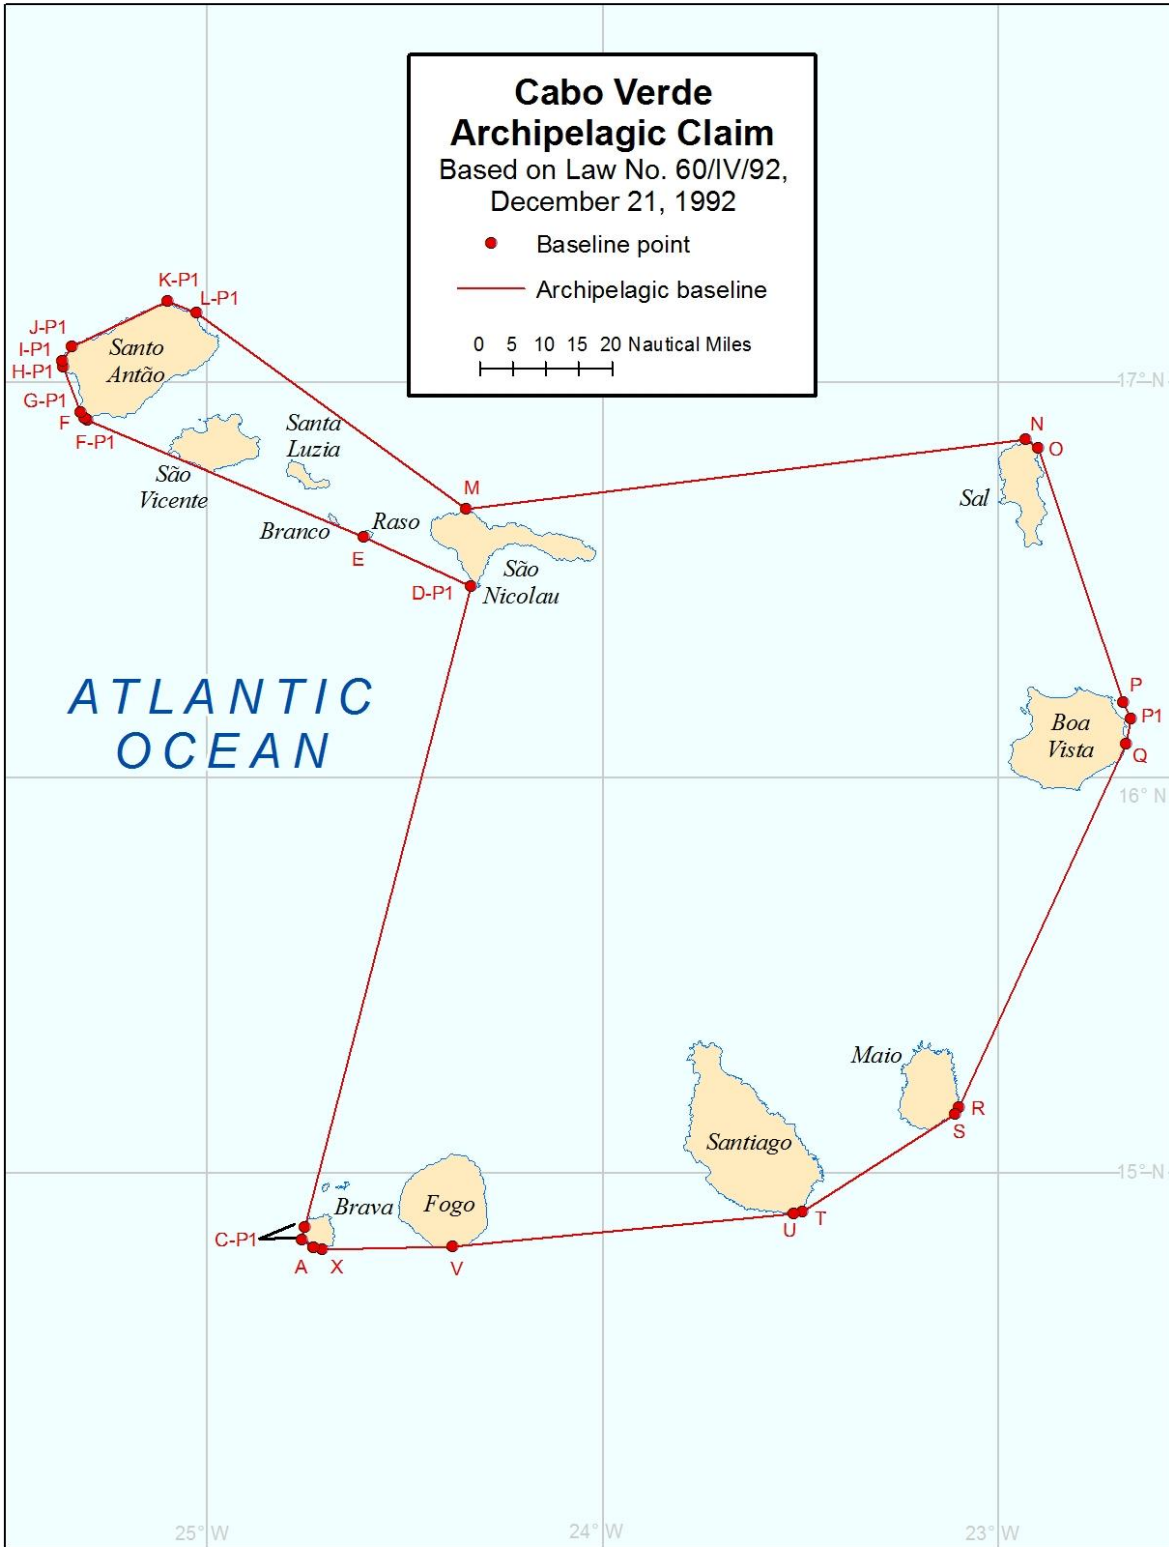 Cabo Verde
Archipelagic Claim
Based on Law No. 60/IV/92,
December 21, 1992
Baseline point
Archipelagic baseline
0 5 10 15 20 Nautical Miles
K-P1
L-P1
J-P1
I-P1
H-P1
G-P1
F
F-P1
Santo
Antão
São
Vicente
Santa
Luzia
Branco
Raso
E
M
D-P1
São
Nicolau
17° N
N
O
Sal
ATLANTIC
OCEAN
P
P1
Q
Boa
Vista
16° N
Maio
R
S
Santiago
15° N
U
T
Brava
Fogo
C-P1
A
X
V
25° W
24° W
23° W